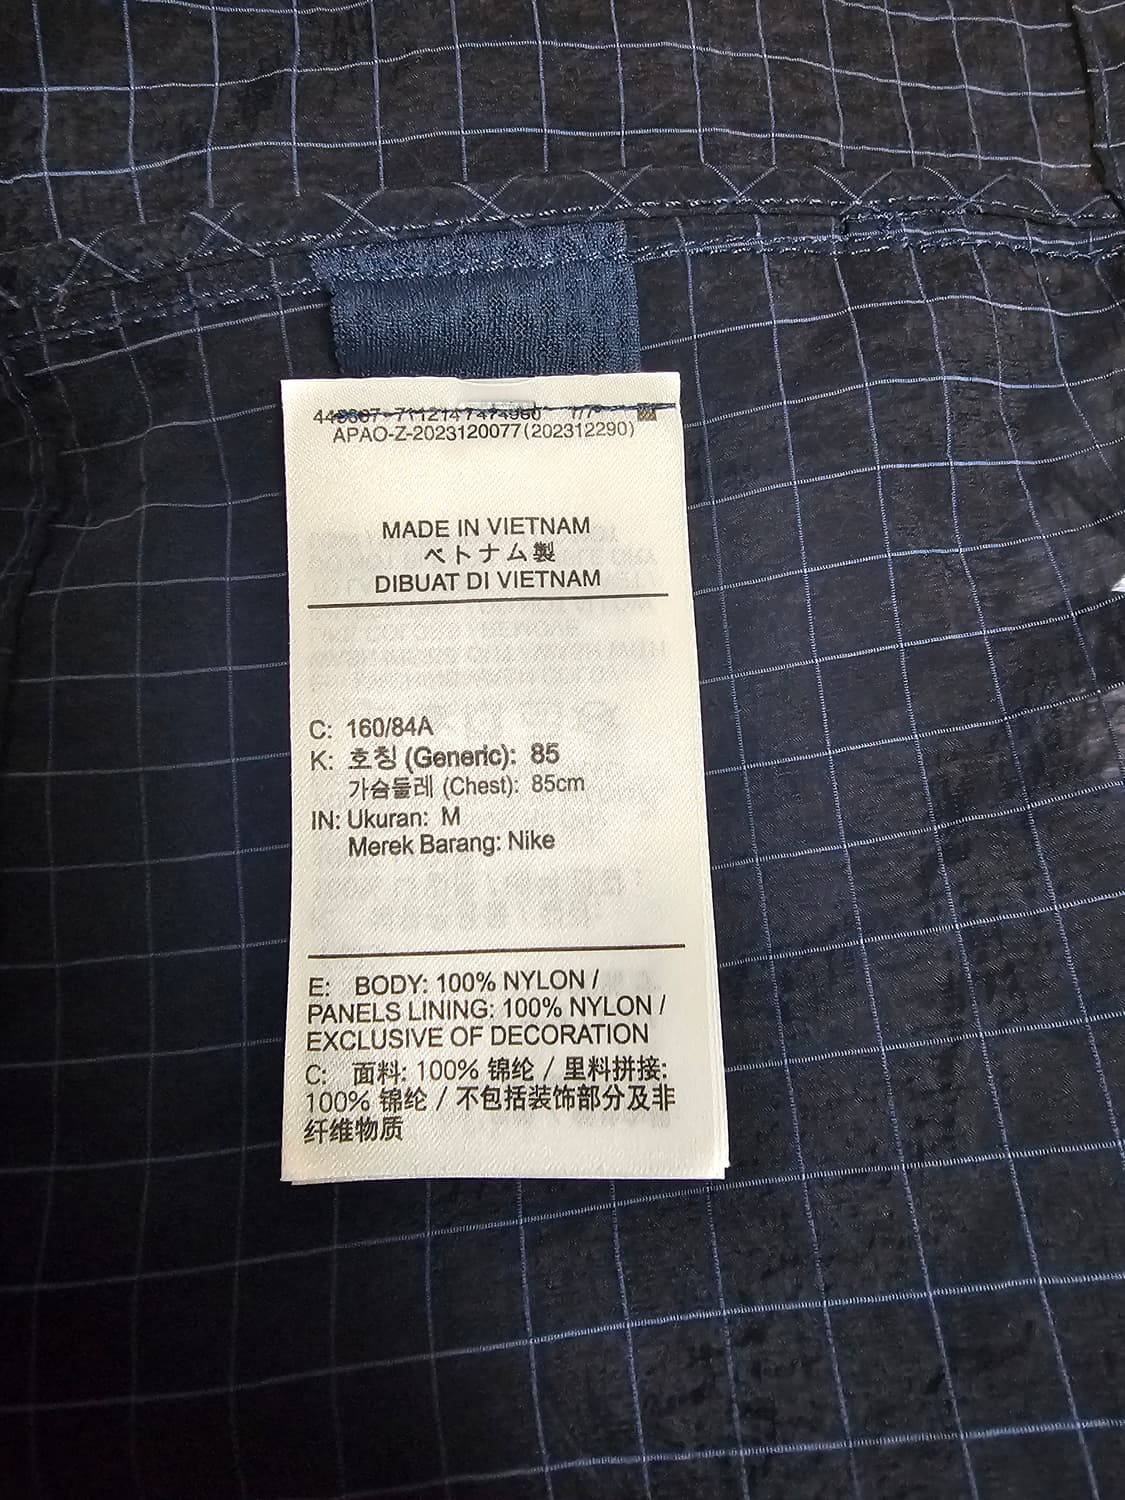 APAO-Z-2023120077(202312290)
MADE IN VIETNAM
ベトナム製
DIBUAT DI VIETNAM
C: 160/84A
K: 호칭 (Generic): 85
가슴둘레 (Chest): 85cm
IN: Ukuran: M
Merek Barang: Nike
E: BODY: 100% NYLON /
PANELS LINING: 100% NYLON /
EXCLUSIVE OF DECORATION
C: 面料: 100% 锦纶 / 里料拼接:
100% 锦纶 / 不包括装饰部分及非
纤维物质